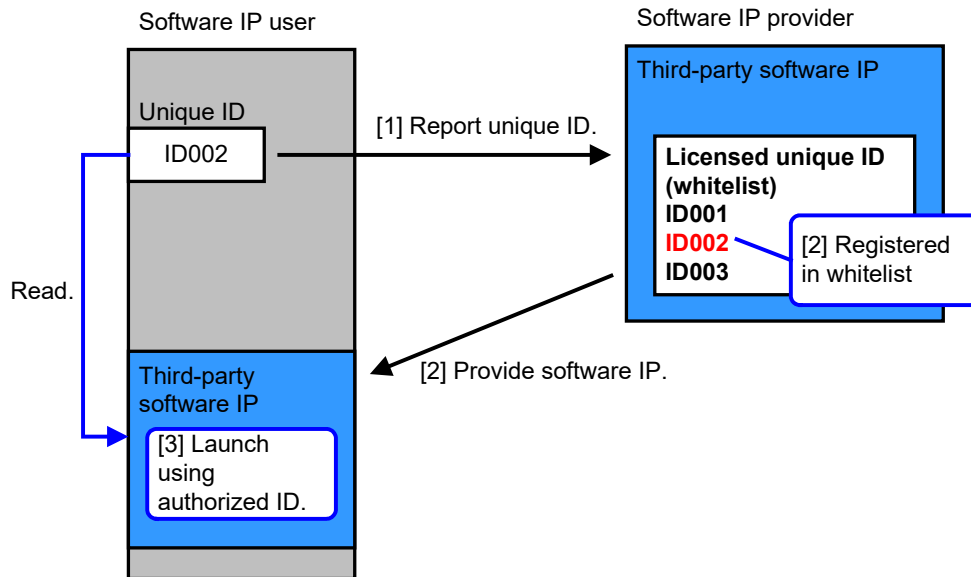 Software IP user
Software IP provider
Third-party software IP
Unique ID
ID002
[1] Report unique ID.
Licensed unique ID
(whitelist)
ID001
ID002
ID003
[2] Registered
in whitelist
Read.
[2] Provide software IP.
Third-party
software IP
[3] Launch
using
authorized ID.